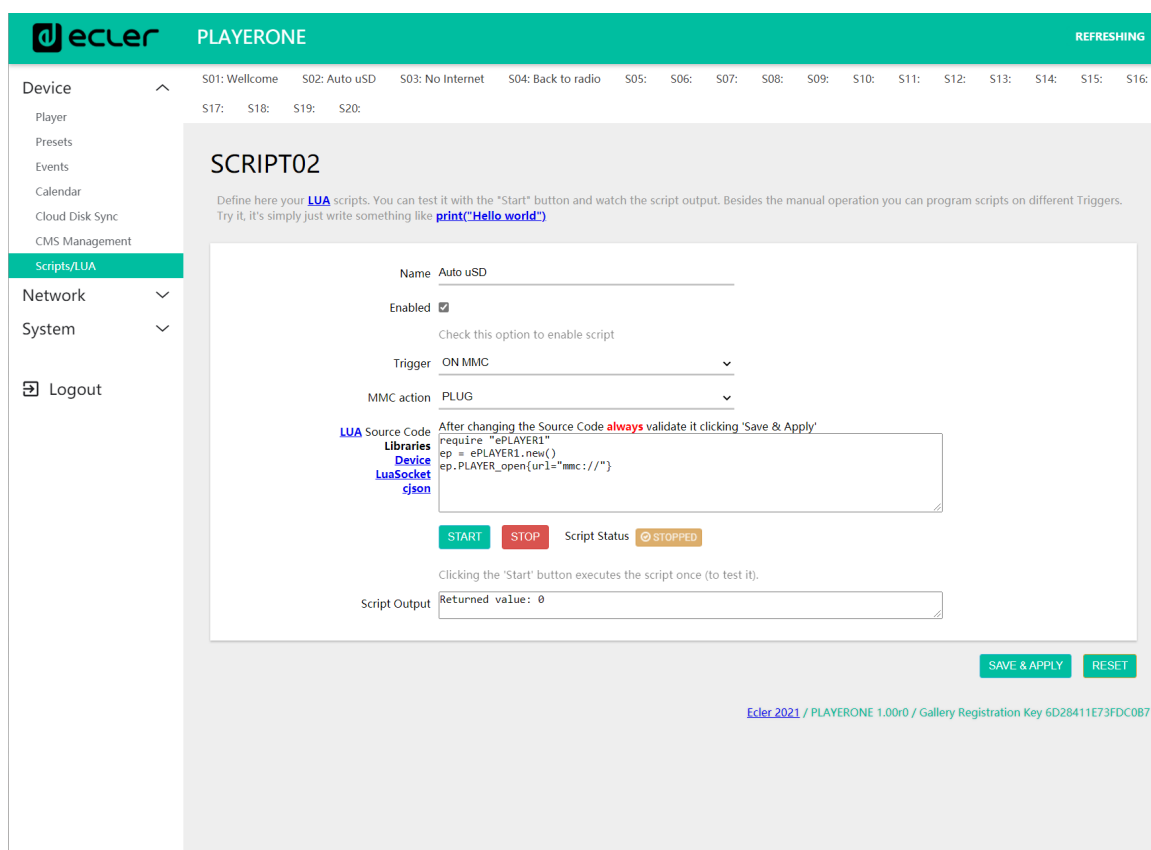 ecler
PLAYERONE
REFRESHING
Device
Player
Presets
Events
Calendar
Cloud Disk Sync
CMS Management
Scripts/LUA
Network
System
Logout
S01: Wellcome S02: Auto uSD S03: No Internet S04: Back to radio S05: S06: S07: S08: S09: S10: S11: S12: S13: S14: S15: S16:
S17: S18: S19: S20:
SCRIPT02
Define here your LUA scripts. You can test it with the "Start" button and watch the script output. Besides the manual operation you can program scripts on different Triggers.
Try it, it's simply just write something like print("Hello world")
Name Auto uSD
Enabled
Check this option to enable script
Trigger ON MMC
MMC action PLUG
LUA Source Code
Libraries
Device
LuaSocket
cjson
After changing the Source Code always validate it clicking 'Save & Apply'
require "ePLAYER1"
ep = ePLAYER1.new()
ep.PLAYER_open{url="mmc://"}
START STOP Script Status STOPPED
Clicking the 'Start' button executes the script once (to test it).
Script Output Returned value: 0
SAVE & APPLY RESET
Ecler 2021 / PLAYERONE 1.00r0 / Gallery Registration Key 6D28411E73FDC0B7